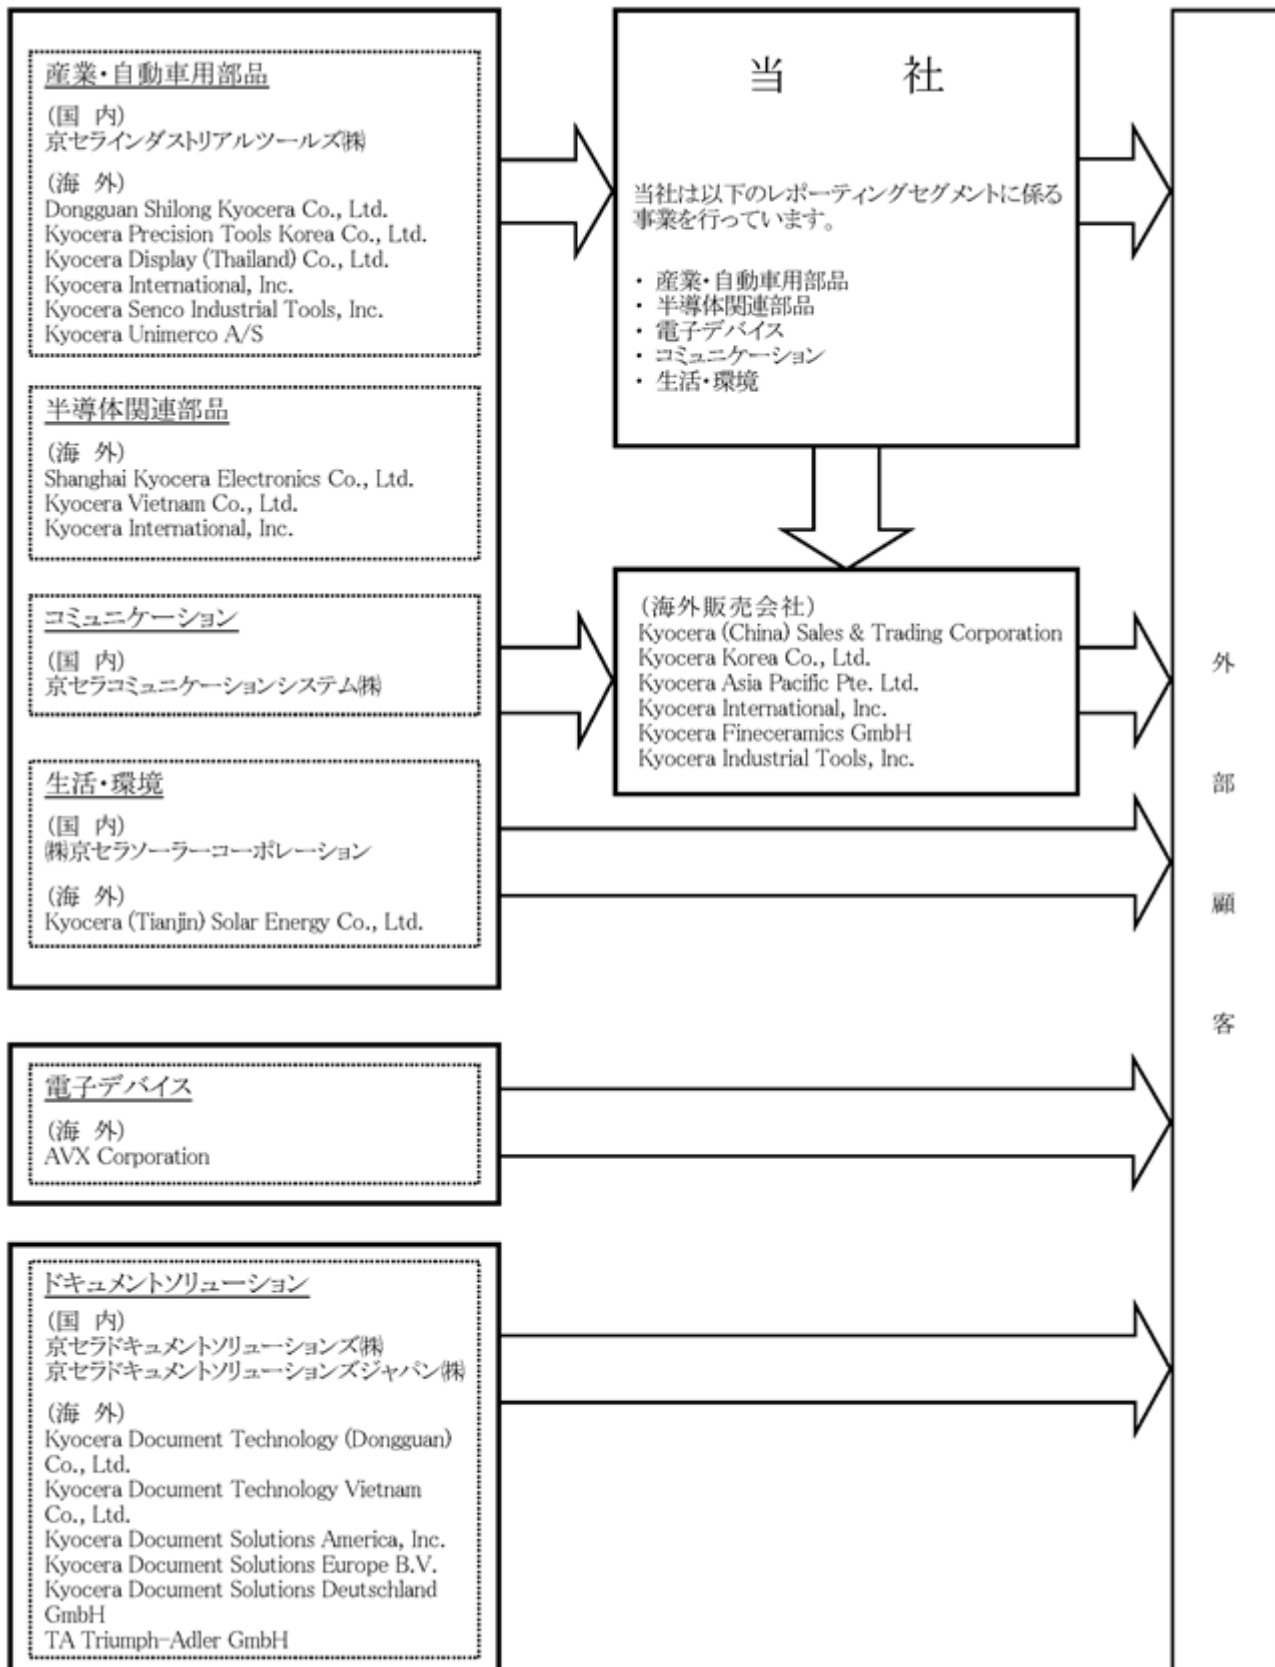 産業・自動車用部品
(国 内)
京セラインダストリアルツールズ㈱
(海 外)
Dongguan Shilong Kyocera Co., Ltd.
Kyocera Precision Tools Korea Co., Ltd.
Kyocera Display (Thailand) Co., Ltd.
Kyocera International, Inc.
Kyocera Senco Industrial Tools, Inc.
Kyocera Unimerco A/S
半導体関連部品
(海 外)
Shanghai Kyocera Electronics Co., Ltd.
Kyocera Vietnam Co., Ltd.
Kyocera International, Inc.
コミュニケーション
(国 内)
京セラコミュニケーションシステム㈱
生活・環境
(国 内)
㈱京セラソーラーコーポレーション
(海 外)
Kyocera (Tianjin) Solar Energy Co., Ltd.
当 社
当社は以下のレポーティングセグメントに係る
事業を行っています。
・ 産業・自動車用部品
・ 半導体関連部品
・ 電子デバイス
・ コミュニケーション
・ 生活・環境
(海外販売会社)
Kyocera (China) Sales & Trading Corporation
Kyocera Korea Co., Ltd.
Kyocera Asia Pacific Pte. Ltd.
Kyocera International, Inc.
Kyocera Fineceramics GmbH
Kyocera Industrial Tools, Inc.
電子デバイス
(海 外)
AVX Corporation
ドキュメントソリューション
(国 内)
京セラドキュメントソリューションズ㈱
京セラドキュメントソリューションズジャパン㈱
(海 外)
Kyocera Document Technology (Dongguan)
Co., Ltd.
Kyocera Document Technology Vietnam
Co., Ltd.
Kyocera Document Solutions America, Inc.
Kyocera Document Solutions Europe B.V.
Kyocera Document Solutions Deutschland
GmbH
TA Triumph-Adler GmbH
外部顧客